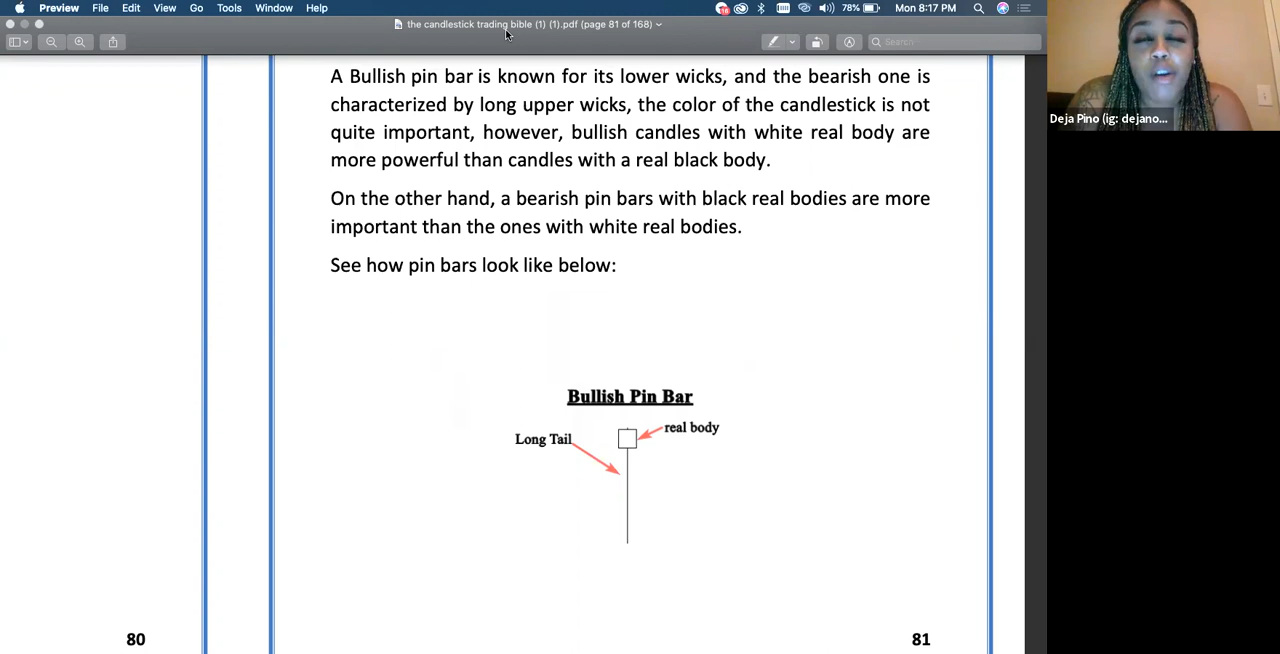 Preview File Edit View Go Tools Window Help 16 78% Mon 8:17 PM
the candlestick trading bible (1) (1).pdf (page 81 of 168)
Search
A Bullish pin bar is known for its lower wicks, and the bearish one is
characterized by long upper wicks, the color of the candlestick is not
quite important, however, bullish candles with white real body are
more powerful than candles with a real black body.
On the other hand, a bearish pin bars with black real bodies are more
important than the ones with white real bodies.
See how pin bars look like below:
Bullish Pin Bar
real body
Long Tail
80
81
Deja Pino (ig: dejano...